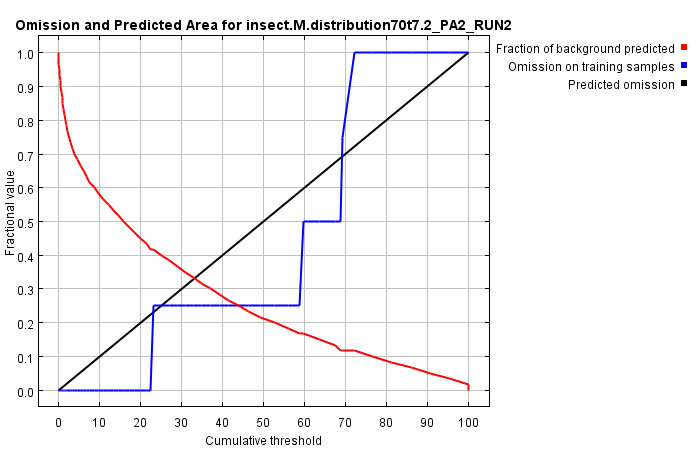 Omission and Predicted Area for insect.M.distribution70t7.2_PA2_RUN2
Fraction of background predicted
Omission on training samples
Predicted omission
Fractional value
1.0
0.9
0.8
0.7
0.6
0.5
0.4
0.3
0.2
0.1
0.0
0 10 20 30 40 50 60 70 80 90 100
Cumulative threshold